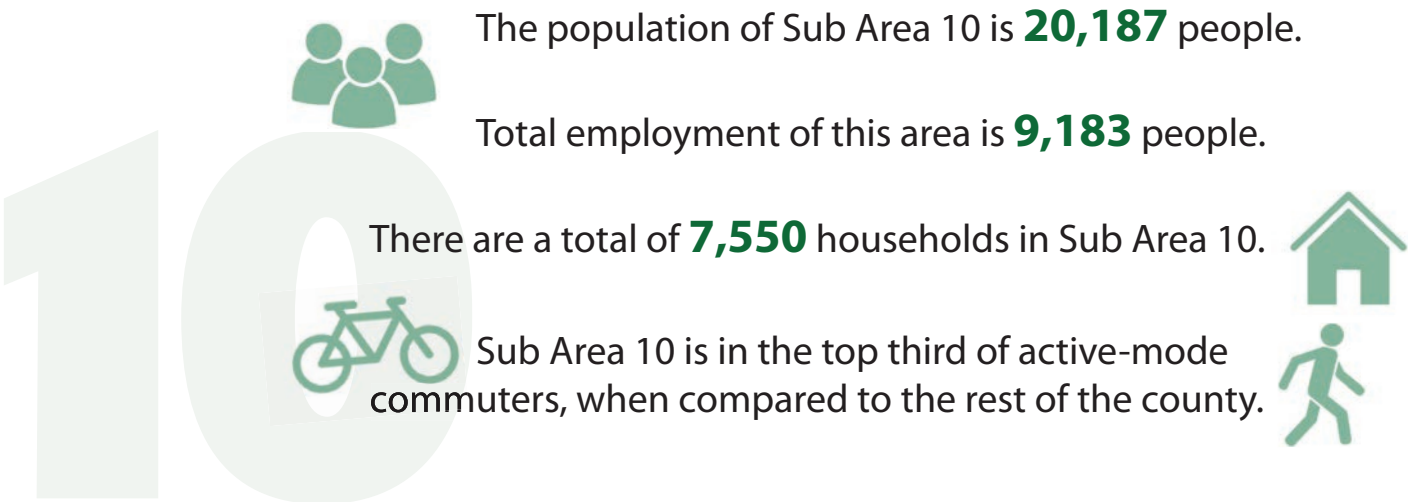 The population of Sub Area 10 is 20,187 people.
Total employment of this area is 9,183 people.
10
There are a total of 7,550 households in Sub Area 10.
Sub Area 10 is in the top third of active-mode
commuters, when compared to the rest of the county.